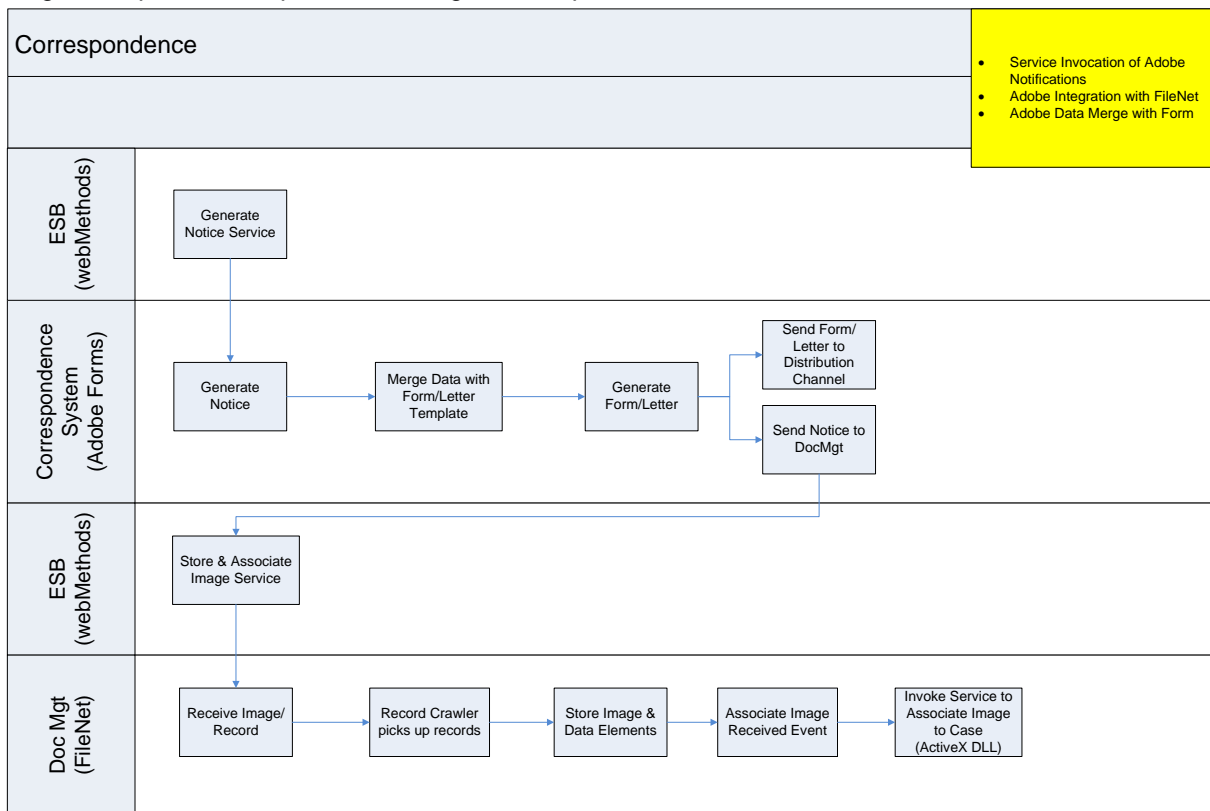 Correspondence
• Service Invocation of Adobe
Notifications
• Adobe Integration with FileNet
• Adobe Data Merge with Form
ESB
(webMethods)
Generate
Notice Service
Correspondence
System
(Adobe Forms)
Generate
Notice
Merge Data with
Form/Letter
Template
Generate
Form/Letter
Send Form/
Letter to
Distribution
Channel
Send Notice to
DocMgt
ESB
(webMethods)
Store & Associate
Image Service
Doc Mgt
(FileNet)
Receive Image/
Record
Record Crawler
picks up records
Store Image &
Data Elements
Associate Image
Received Event
Invoke Service to
Associate Image
to Case
(ActiveX DLL)